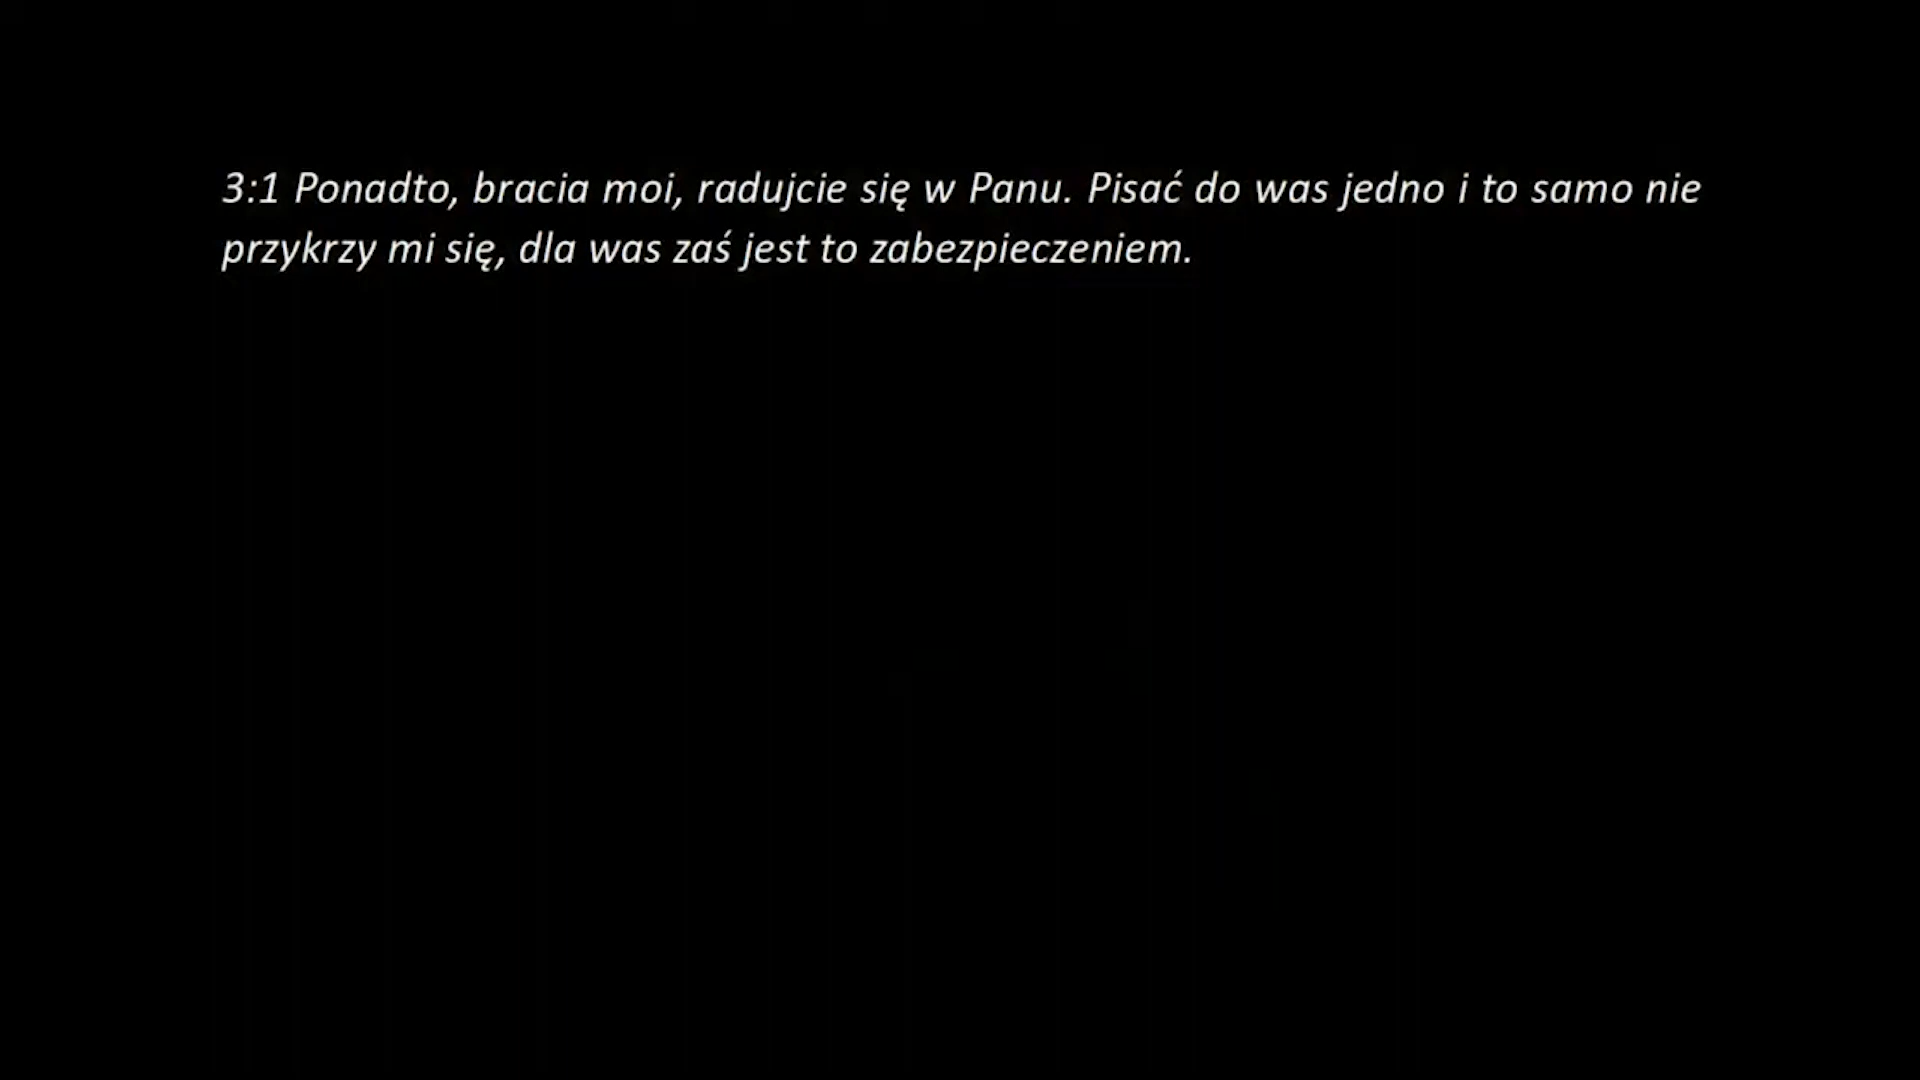 3:1 Ponadto, bracia moi, radujcie się w Panu. Pisać do was jedno i to samo nie
przykrzy mi się, dla was zaś jest to zabezpieczeniem.